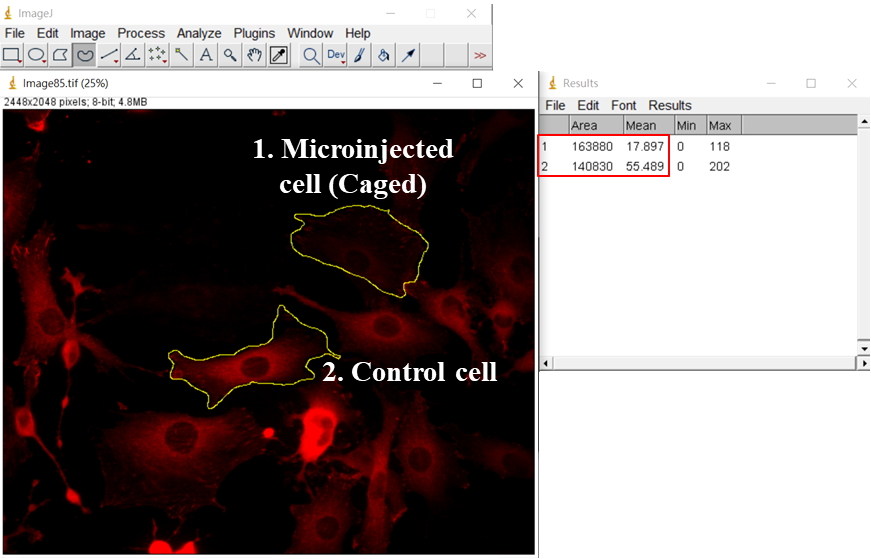 ImageJ
File Edit Image Process Analyze Plugins Window Help
A Dev >>
Image85.tif (25%)
2448x2048 pixels; 8-bit; 4.8MB
1. Microinjected
cell (Caged)
2. Control cell
Results
File Edit Font Results
Area Mean Min Max
1 163880 17.897 0 118
2 140830 55.489 0 202